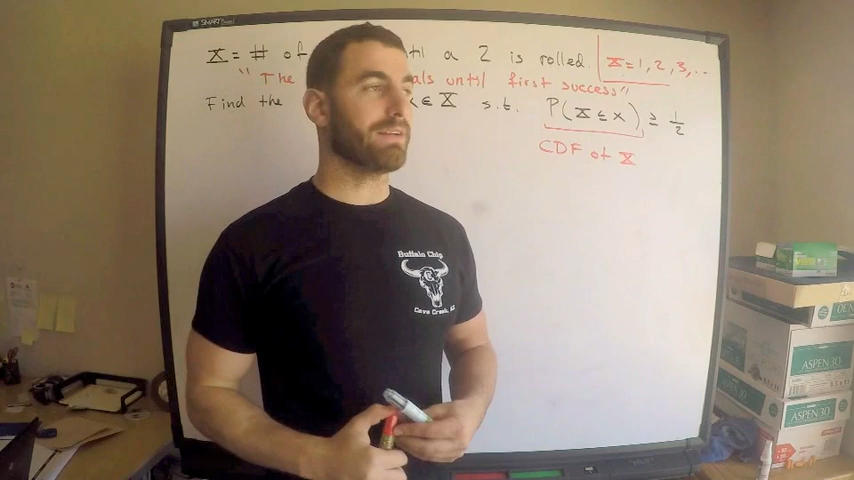 SMART
X = # of ntil a 2 is rolled. X = 1, 2, 3, ...
"The als until first success"
Find the x ∈ X s.t. P(X ≤ x) ≥ 1/2
CDF of X
Buffalo Chip
Cave Creek, AZ
ASPEN 30
ASPEN 30